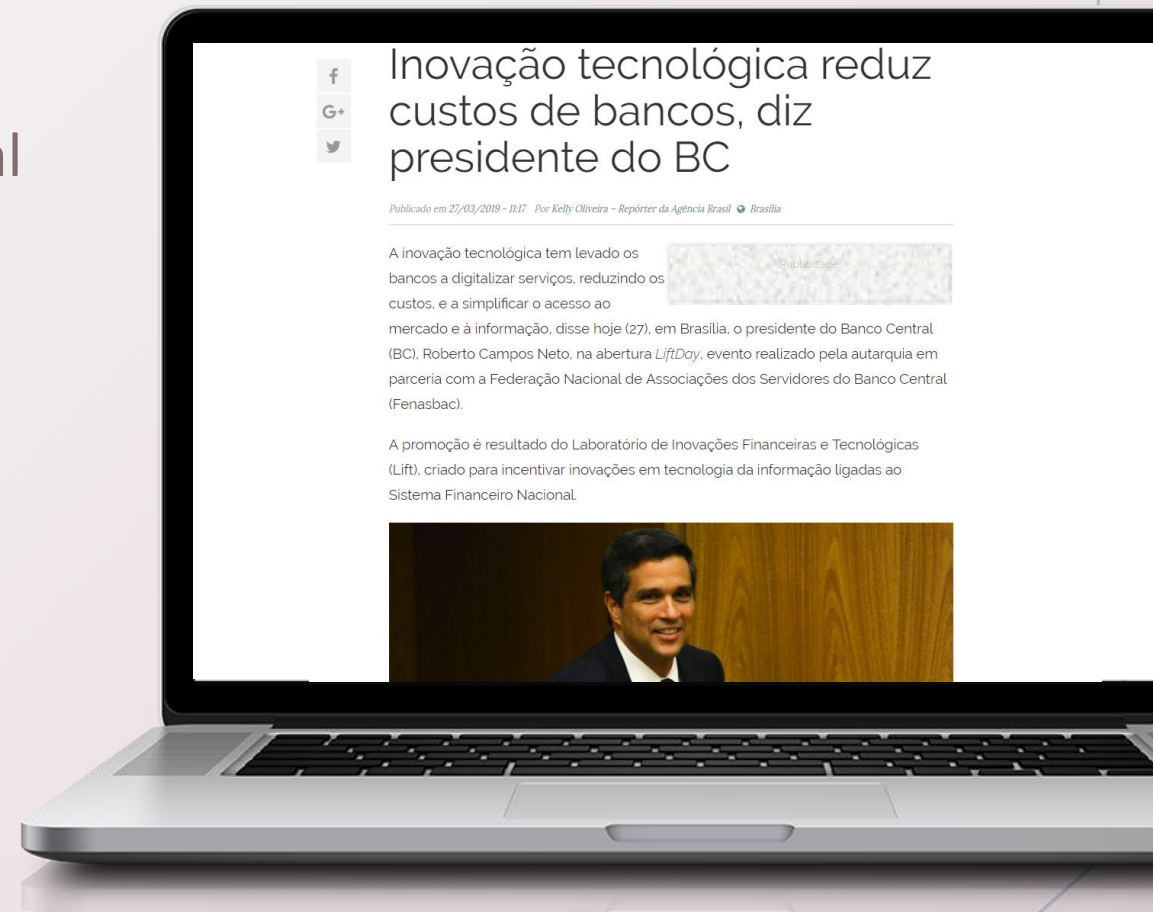 al
f
G+
Inovação tecnológica reduz
custos de bancos, diz
presidente do BC
Publicado em 27/03/2019 - 11:17 Por Kelly Oliveira – Repórter da Agência Brasil Brasília
A inovação tecnológica tem levado os
Publicidade
bancos a digitalizar serviços, reduzindo os
custos, e a simplificar o acesso ao
mercado e à informação, disse hoje (27), em Brasília, o presidente do Banco Central
(BC), Roberto Campos Neto, na abertura LiftDay, evento realizado pela autarquia em
parceria com a Federação Nacional de Associações dos Servidores do Banco Central
(Fenasbac).
A promoção é resultado do Laboratório de Inovações Financeiras e Tecnológicas
(Lift), criado para incentivar inovações em tecnologia da informação ligadas ao
Sistema Financeiro Nacional.